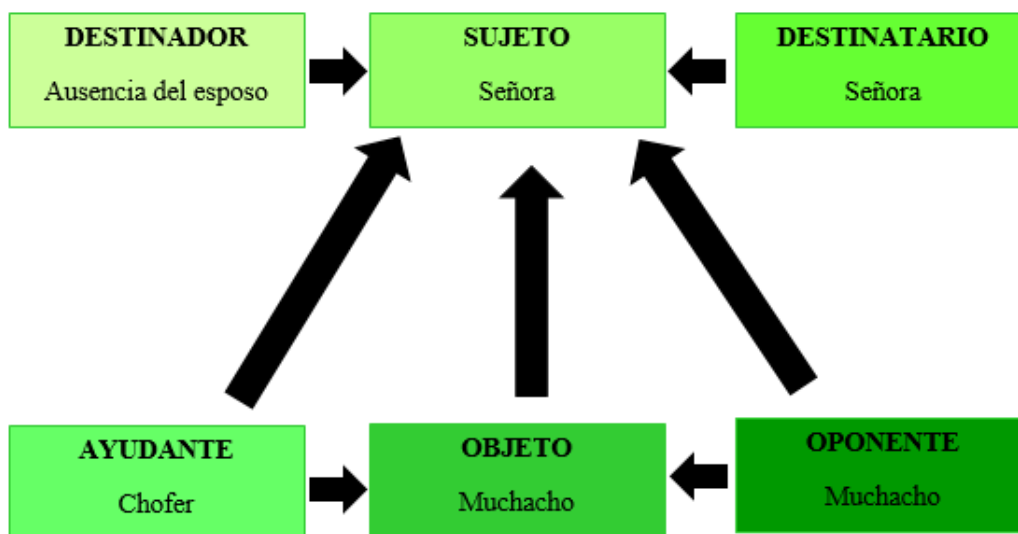 DESTINADOR
Ausencia del esposo
SUJETO
Señora
DESTINATARIO
Señora
AYUDANTE
Chofer
OBJETO
Muchacho
OPONENTE
Muchacho